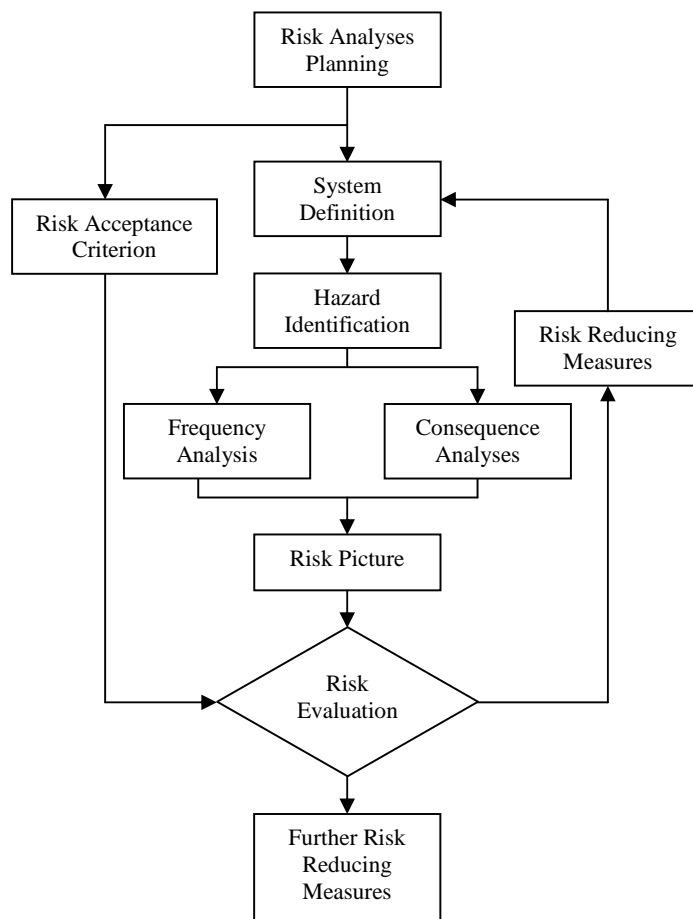 Risk Analyses
Planning
System
Definition
Risk Acceptance
Criterion
Hazard
Identification
Risk Reducing
Measures
Frequency
Analysis
Consequence
Analyses
Risk Picture
Risk
Evaluation
Further Risk
Reducing
Measures